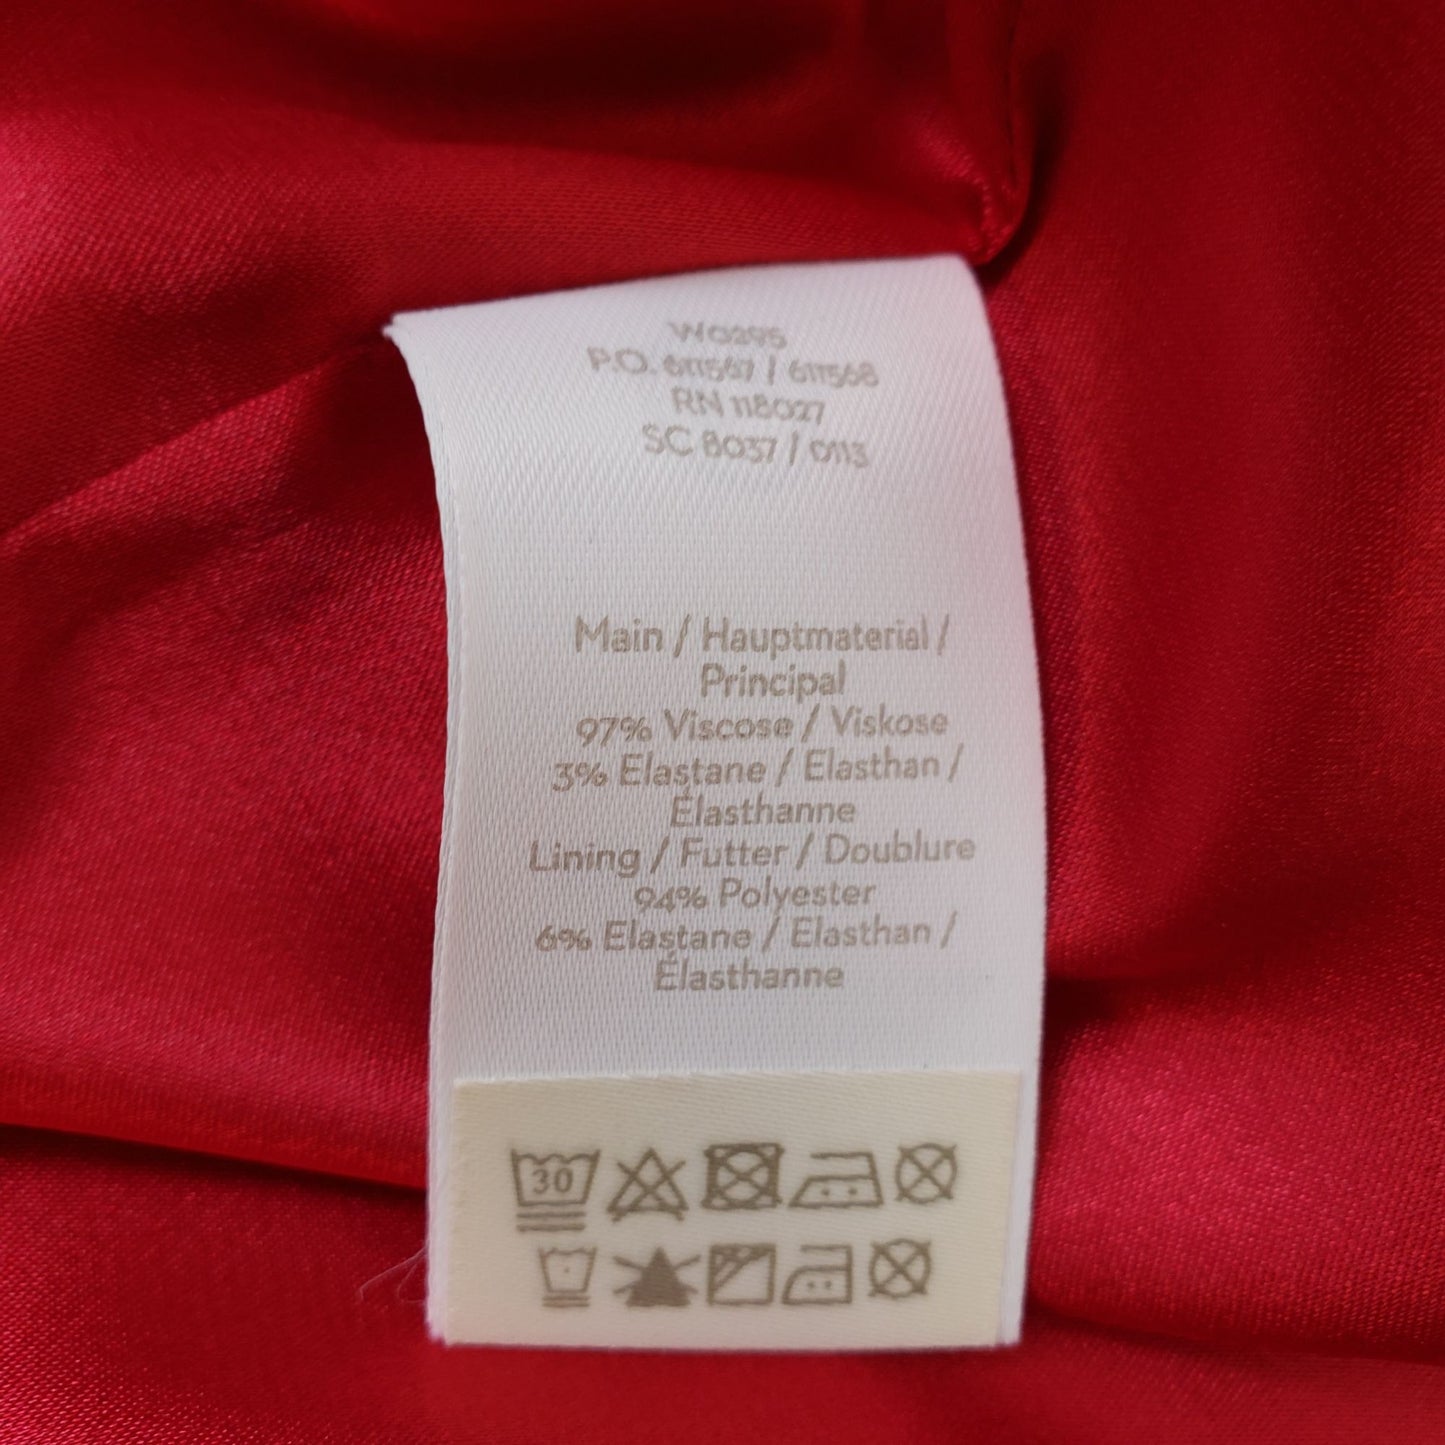 WO295
P.O. 611567 / 611568
RN 118027
SC 8037 / 0113
Main / Hauptmaterial /
Principal
97% Viscose / Viskose
3% Elastane / Elasthan /
Élasthanne
Lining / Futter / Doublure
94% Polyester
6% Elastane / Elasthan /
Élasthanne
30